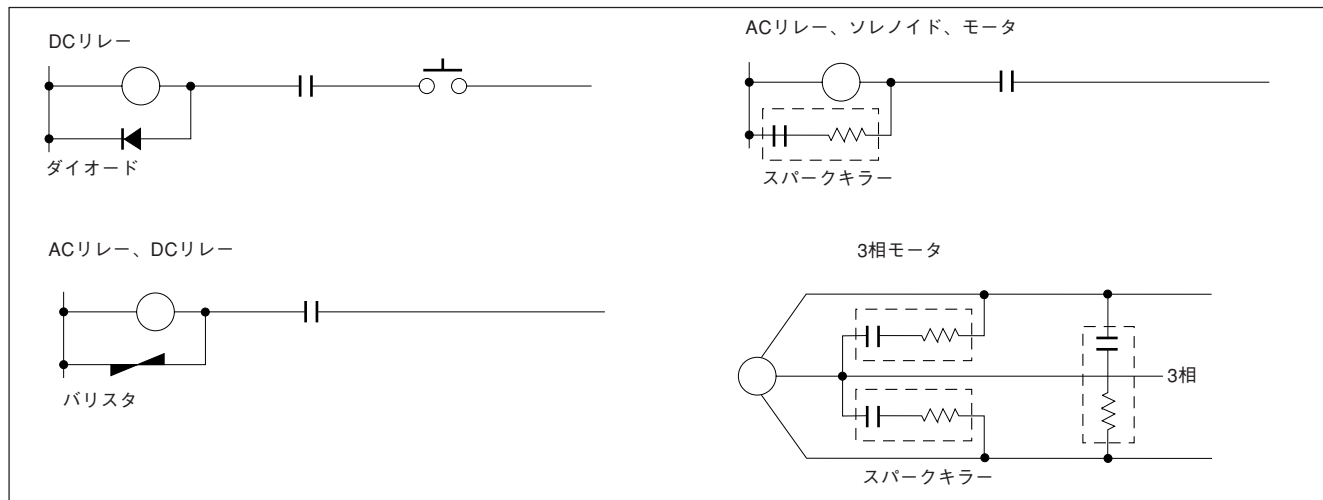 DCリレー
ダイオード
ACリレー、ソレノイド、モータ
スパークキラー
ACリレー、DCリレー
バリスタ
3相モータ
3相
スパークキラー